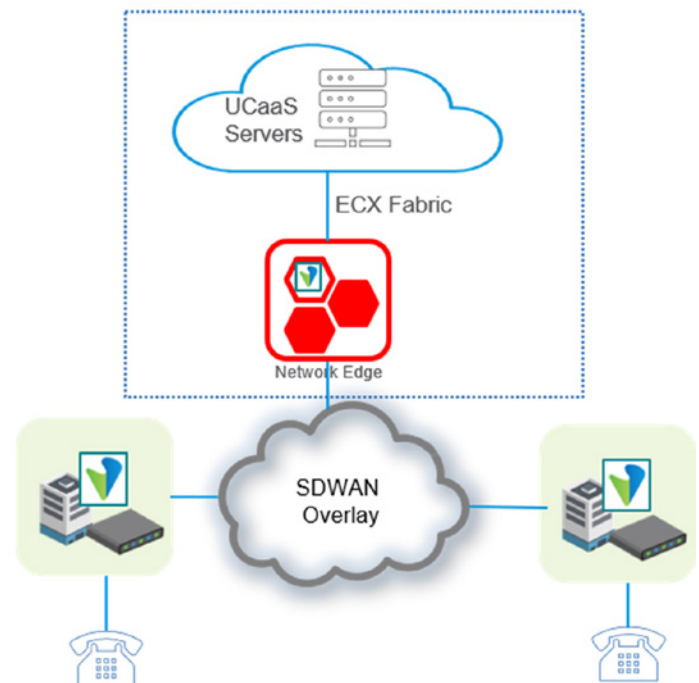 UCaaS
Servers
ECX Fabric
Network Edge
SDWAN
Overlay